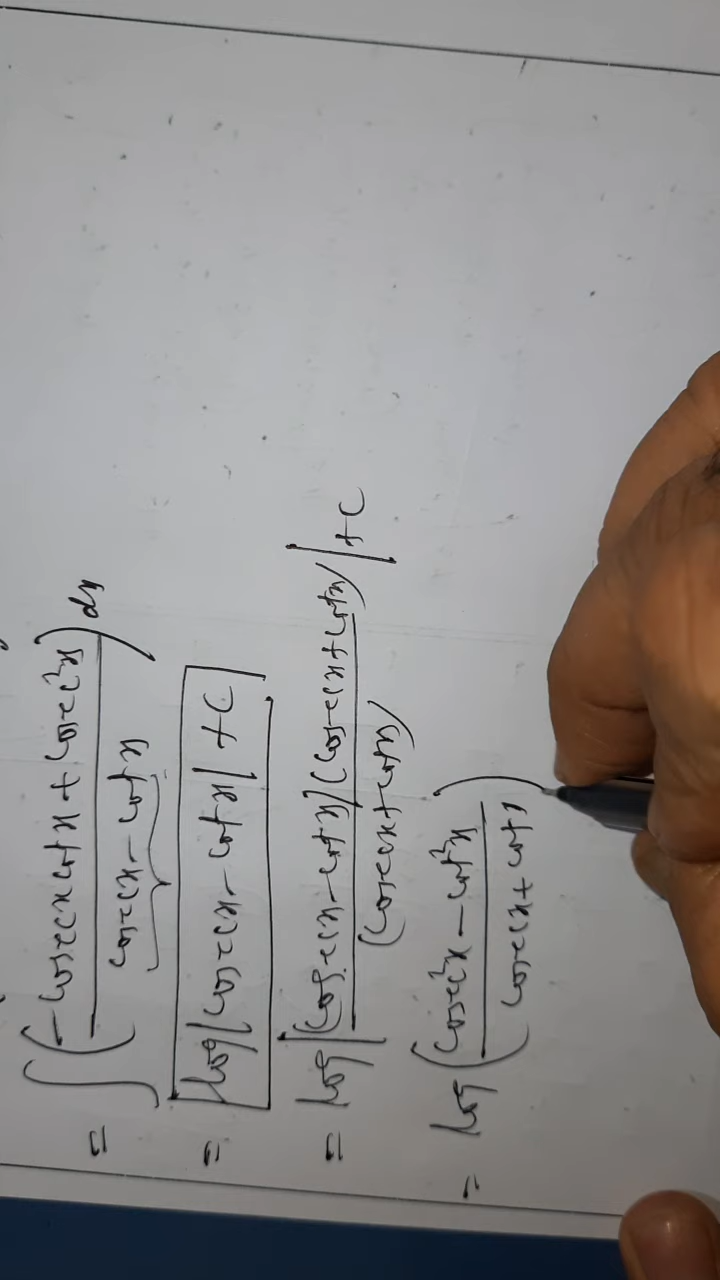 = ∫ ( (-cosecx cotx + cosec²x) / (cosecx - cotx) ) dx
= log|cosecx - cotx| + C
= log| (cosecx - cotx)(cosecx + cotx) / (cosecx + cotx) | + C
= log( (cosec²x - cot²x) / (cosecx + cotx